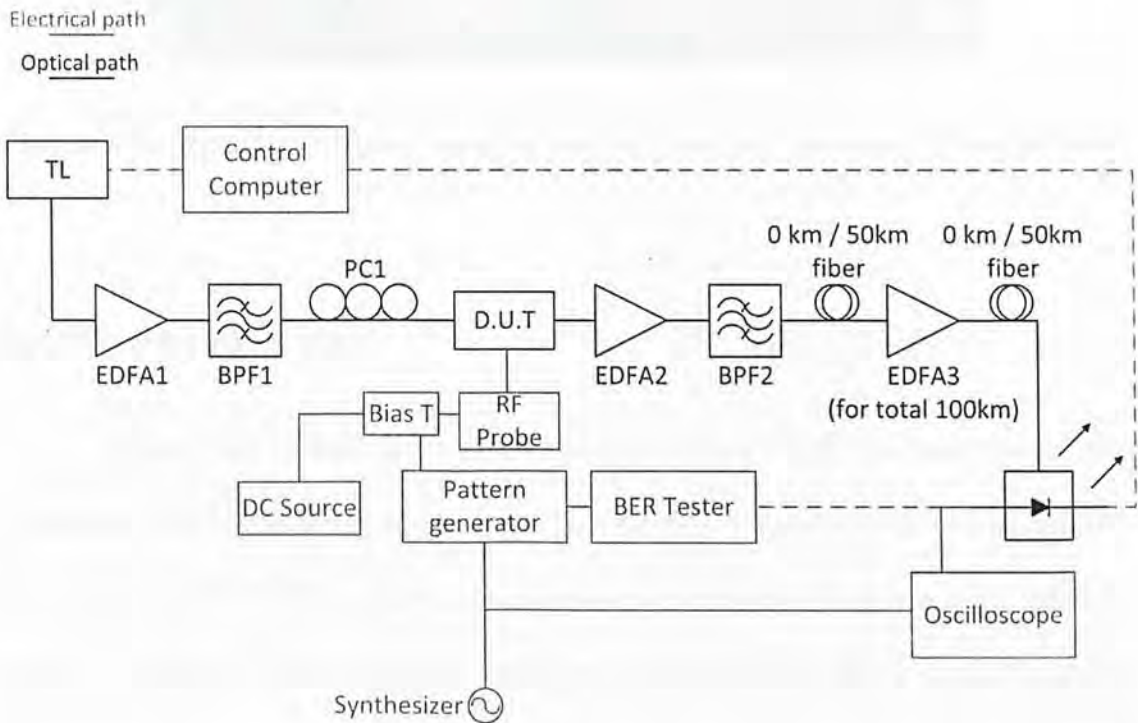 Electrical path
Optical path
TL
Control
Computer
0 km / 50km
fiber
0 km / 50km
fiber
PC1
D.U.T
EDFA1
BPF1
EDFA2
BPF2
EDFA3
(for total 100km)
Bias T
RF
Probe
DC Source
Pattern
generator
BER Tester
Oscilloscope
Synthesizer